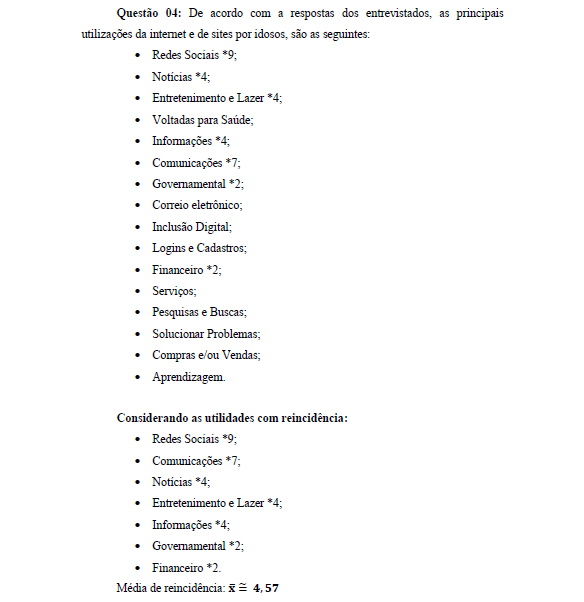 Questão 04: De acordo com a respostas dos entrevistados, as principais
utilizações da internet e de sites por idosos, são as seguintes:
• Redes Sociais *9;
• Notícias *4;
• Entretenimento e Lazer *4;
• Voltadas para Saúde;
• Informações *4;
• Comunicações *7;
• Governamental *2;
• Correio eletrônico;
• Inclusão Digital;
• Logins e Cadastros;
• Financeiro *2;
• Serviços;
• Pesquisas e Buscas;
• Solucionar Problemas;
• Compras e/ou Vendas;
• Aprendizagem.
Considerando as utilidades com reincidência:
• Redes Sociais *9;
• Comunicações *7;
• Notícias *4;
• Entretenimento e Lazer *4;
• Informações *4;
• Governamental *2;
• Financeiro *2.
Média de reincidência: x̄ ≅ 4,57